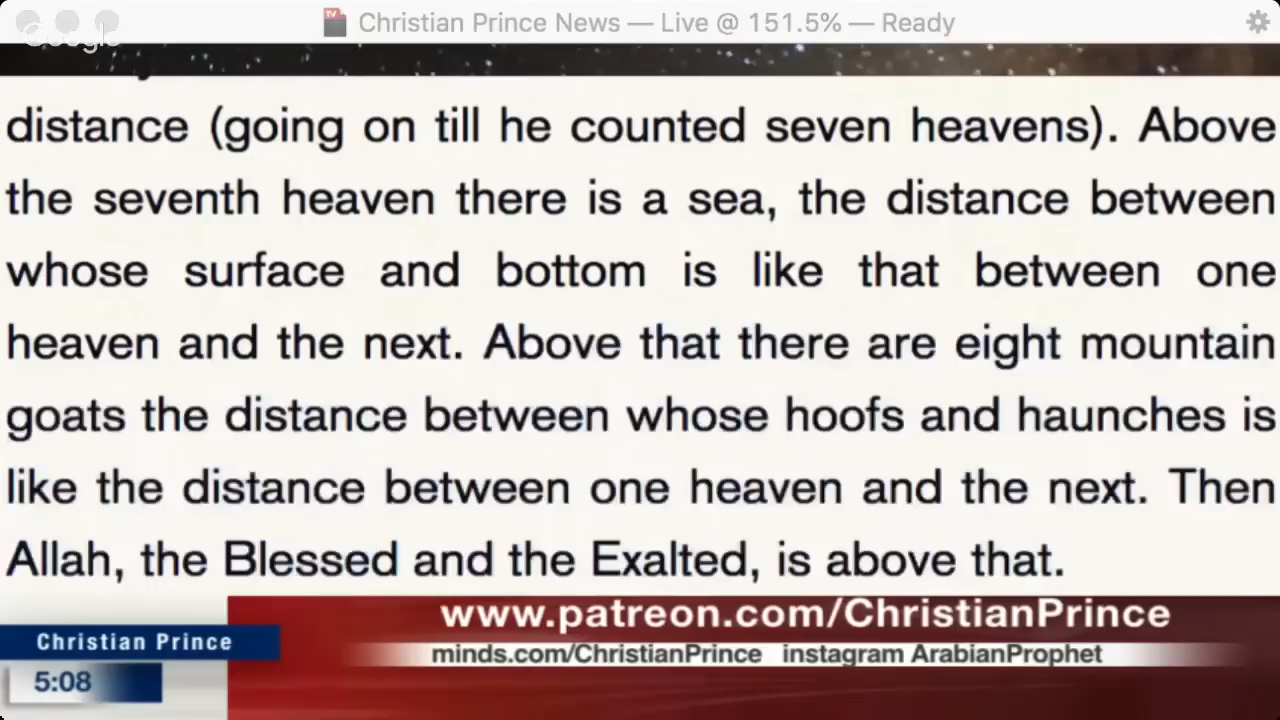 Christian Prince News — Live @ 151.5% — Ready
Google
TV
distance (going on till he counted seven heavens). Above
the seventh heaven there is a sea, the distance between
whose surface and bottom is like that between one
heaven and the next. Above that there are eight mountain
goats the distance between whose hoofs and haunches is
like the distance between one heaven and the next. Then
Allah, the Blessed and the Exalted, is above that.
www.patreon.com/ChristianPrince
Christian Prince
minds.com/ChristianPrince instagram ArabianProphet
5:08